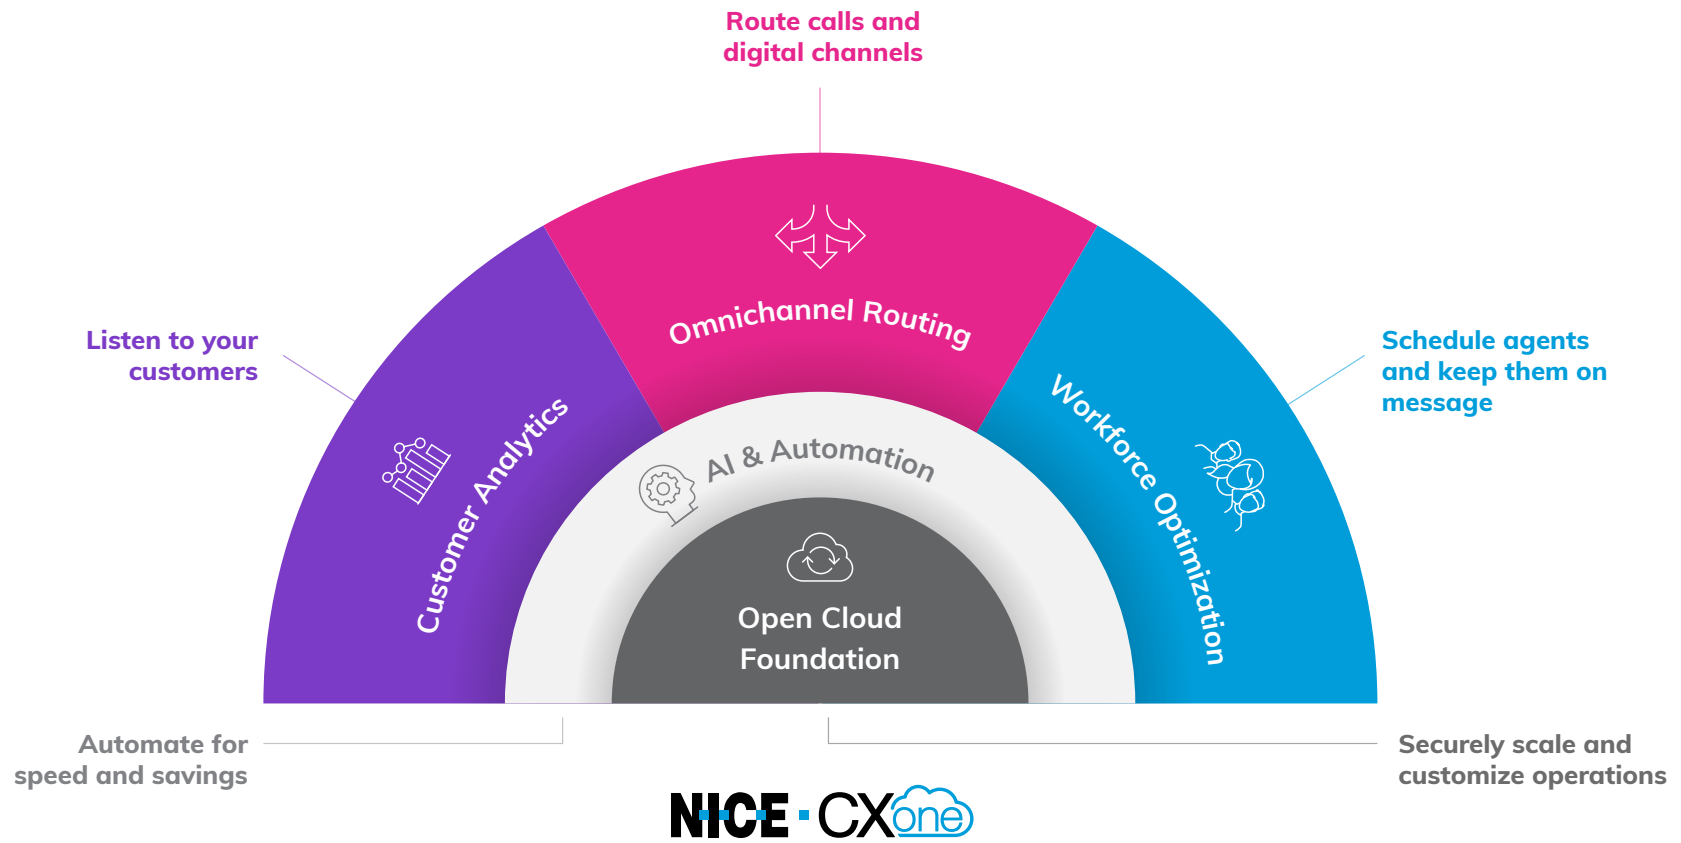 Route calls and
digital channels
Omnichannel Routing
Listen to your
customers
Customer Analytics
Schedule agents
and keep them on
message
Workforce Optimization
AI & Automation
Open Cloud
Foundation
Automate for
speed and savings
Securely scale and
customize operations
NICE · CXone